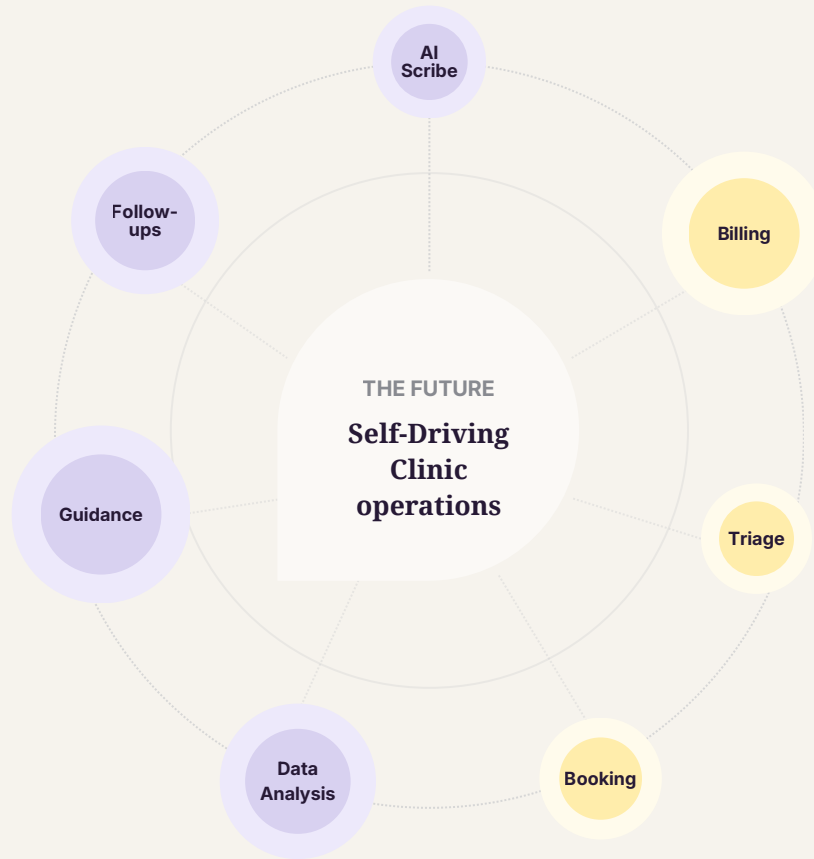 AI
Scribe
Billing
Follow-
ups
THE FUTURE
Self-Driving
Clinic
operations
Guidance
Triage
Data
Analysis
Booking